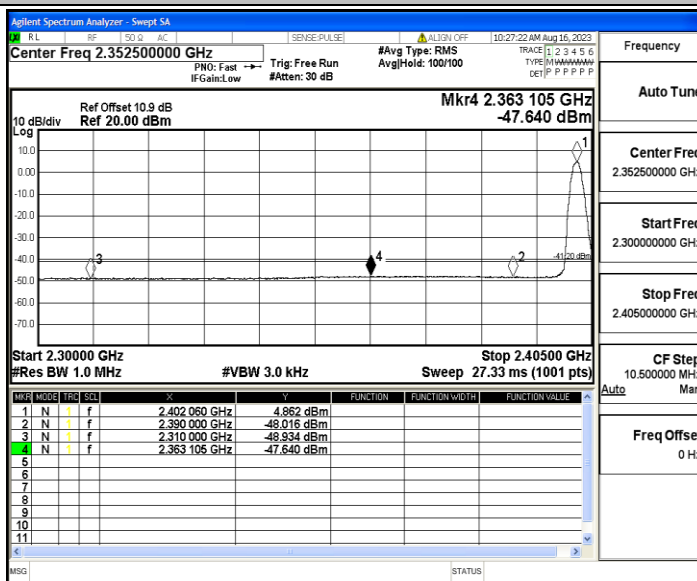 Agilent Spectrum Analyzer - Swept SA
RL RF 50 Ω AC SENSE:PULSE ALIGN OFF 10:27:22 AM Aug 16, 2023
Center Freq 2.352500000 GHz
PNO: Fast
IFGain:Low
Trig: Free Run
#Atten: 30 dB
#Avg Type: RMS
Avg|Hold: 100/100
TRACE 1 2 3 4 5 6
TYPE M
DET P P P P P P
Mkr4 2.363 105 GHz
-47.640 dBm
Ref Offset 10.9 dB
10 dB/div Ref 20.00 dBm
Log
10.0
0.00
-10.0
-20.0
-30.0
-40.0
-50.0
-60.0
-70.0
1
2
3
4
-41.20 dBm
Start 2.30000 GHz Stop 2.40500 GHz
#Res BW 1.0 MHz #VBW 3.0 kHz Sweep 27.33 ms (1001 pts)
MKR MODE TRC SCL X Y FUNCTION FUNCTION WIDTH FUNCTION VALUE
1 N 1 f 2.402 060 GHz 4.862 dBm
2 N 1 f 2.390 000 GHz -48.016 dBm
3 N 1 f 2.310 000 GHz -48.934 dBm
4 N 1 f 2.363 105 GHz -47.640 dBm
5
6
7
8
9
10
11
MSG STATUS
Frequency
Auto Tune
Center Freq
2.352500000 GHz
Start Freq
2.300000000 GHz
Stop Freq
2.405000000 GHz
CF Step
10.500000 MHz
Auto Man
Freq Offset
0 Hz